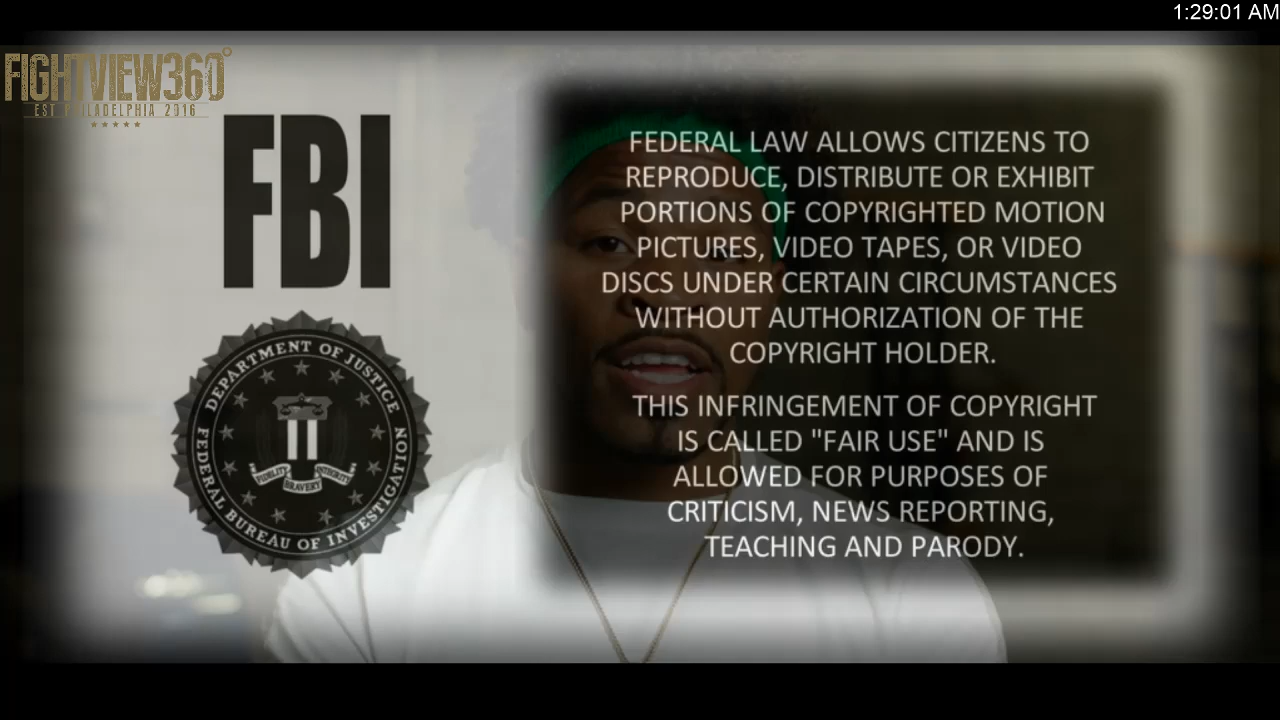 1:29:01 AM
FIGHTVIEW360
EST PHILADELPHIA 2016
FBI
FEDERAL LAW ALLOWS CITIZENS TO
REPRODUCE, DISTRIBUTE OR EXHIBIT
PORTIONS OF COPYRIGHTED MOTION
PICTURES, VIDEO TAPES, OR VIDEO
DISCS UNDER CERTAIN CIRCUMSTANCES
WITHOUT AUTHORIZATION OF THE
COPYRIGHT HOLDER.
THIS INFRINGEMENT OF COPYRIGHT
IS CALLED "FAIR USE" AND IS
ALLOWED FOR PURPOSES OF
CRITICISM, NEWS REPORTING,
TEACHING AND PARODY.
DEPARTMENT OF JUSTICE
FEDERAL BUREAU OF INVESTIGATION
FIDELITY BRAVERY INTEGRITY